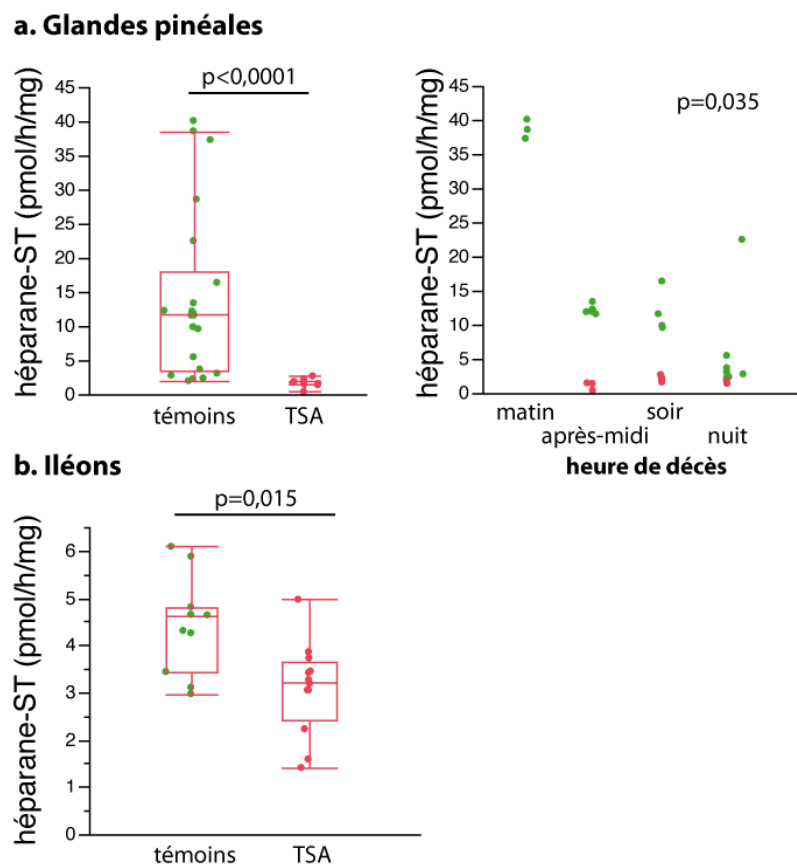 a. Glandes pinéales
p<0,0001
héparane-ST (pmol/h/mg)
45
40
35
30
25
20
15
10
5
0
témoins
TSA
p=0,035
héparane-ST (pmol/h/mg)
45
40
35
30
25
20
15
10
5
0
matin
après-midi
soir
nuit
heure de décès
b. Iléons
p=0,015
héparane-ST (pmol/h/mg)
6
5
4
3
2
1
0
témoins
TSA